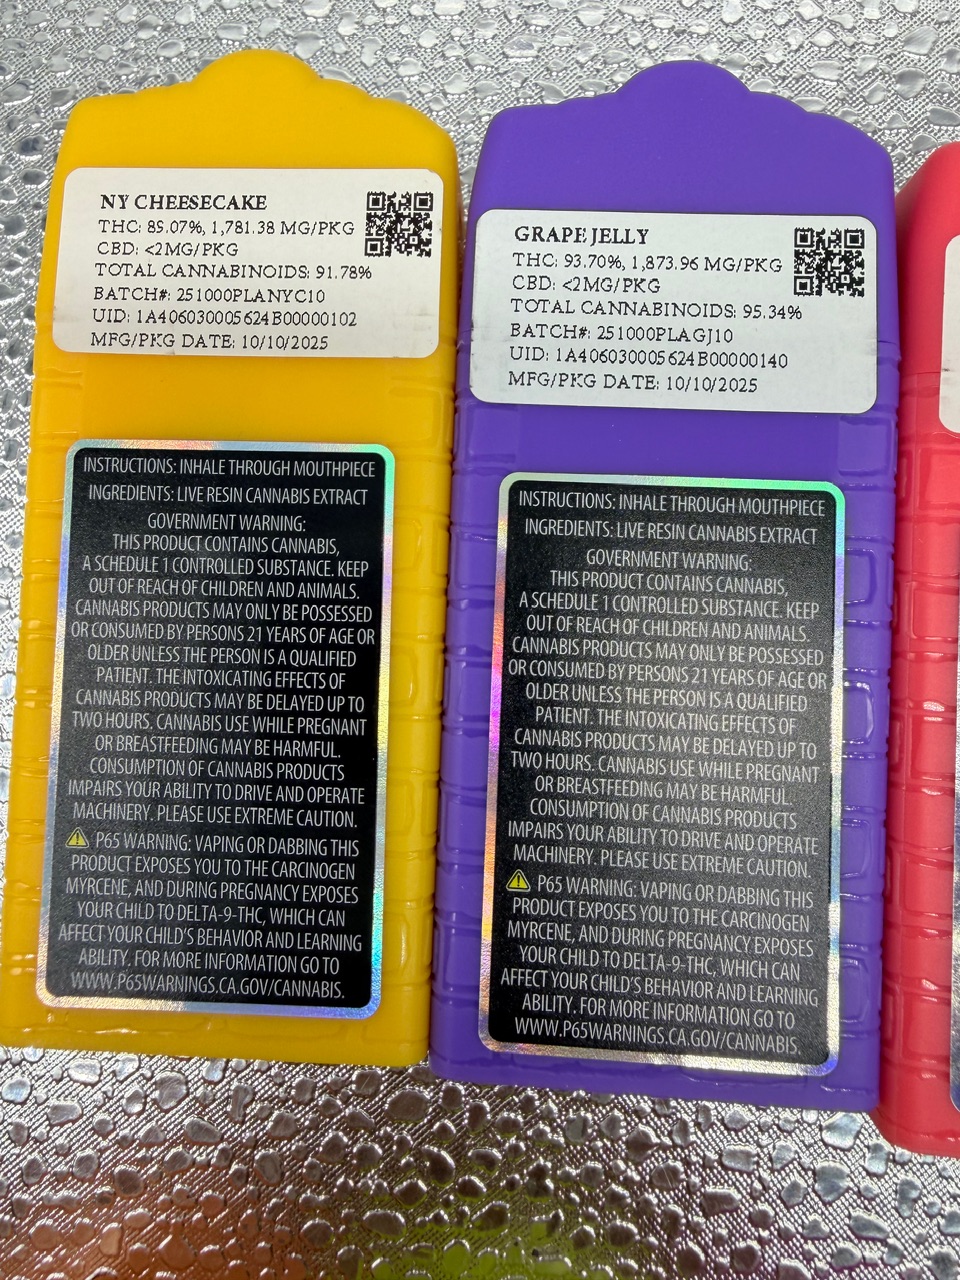 NY CHEESECAKE
THC: 85.07%, 1,781.38 MG/PKG
CBD: <2MG/PKG
TOTAL CANNABINOIDS: 91.78%
BATCH#: 251000PLANYC10
UID: 1A406030005624B00000102
MFG/PKG DATE: 10/10/2025
INSTRUCTIONS: INHALE THROUGH MOUTHPIECE
INGREDIENTS: LIVE RESIN CANNABIS EXTRACT
GOVERNMENT WARNING:
THIS PRODUCT CONTAINS CANNABIS,
A SCHEDULE 1 CONTROLLED SUBSTANCE. KEEP
OUT OF REACH OF CHILDREN AND ANIMALS.
CANNABIS PRODUCTS MAY ONLY BE POSSESSED
OR CONSUMED BY PERSONS 21 YEARS OF AGE OR
OLDER UNLESS THE PERSON IS A QUALIFIED
PATIENT. THE INTOXICATING EFFECTS OF
CANNABIS PRODUCTS MAY BE DELAYED UP TO
TWO HOURS. CANNABIS USE WHILE PREGNANT
OR BREASTFEEDING MAY BE HARMFUL.
CONSUMPTION OF CANNABIS PRODUCTS
IMPAIRS YOUR ABILITY TO DRIVE AND OPERATE
MACHINERY. PLEASE USE EXTREME CAUTION.
P65 WARNING: VAPING OR DABBING THIS
PRODUCT EXPOSES YOU TO THE CARCINOGEN
MYRCENE, AND DURING PREGNANCY EXPOSES
YOUR CHILD TO DELTA-9-THC, WHICH CAN
AFFECT YOUR CHILD'S BEHAVIOR AND LEARNING
ABILITY. FOR MORE INFORMATION GO TO
WWW.P65WARNINGS.CA.GOV/CANNABIS.
GRAPE JELLY
THC: 93.70%, 1,873.96 MG/PKG
CBD: <2MG/PKG
TOTAL CANNABINOIDS: 95.34%
BATCH#: 251000PLAGJ10
UID: 1A406030005624B00000140
MFG/PKG DATE: 10/10/2025
INSTRUCTIONS: INHALE THROUGH MOUTHPIECE
INGREDIENTS: LIVE RESIN CANNABIS EXTRACT
GOVERNMENT WARNING:
THIS PRODUCT CONTAINS CANNABIS,
A SCHEDULE 1 CONTROLLED SUBSTANCE. KEEP
OUT OF REACH OF CHILDREN AND ANIMALS.
CANNABIS PRODUCTS MAY ONLY BE POSSESSED
OR CONSUMED BY PERSONS 21 YEARS OF AGE OR
OLDER UNLESS THE PERSON IS A QUALIFIED
PATIENT. THE INTOXICATING EFFECTS OF
CANNABIS PRODUCTS MAY BE DELAYED UP TO
TWO HOURS. CANNABIS USE WHILE PREGNANT
OR BREASTFEEDING MAY BE HARMFUL.
CONSUMPTION OF CANNABIS PRODUCTS
IMPAIRS YOUR ABILITY TO DRIVE AND OPERATE
MACHINERY. PLEASE USE EXTREME CAUTION.
P65 WARNING: VAPING OR DABBING THIS
PRODUCT EXPOSES YOU TO THE CARCINOGEN
MYRCENE, AND DURING PREGNANCY EXPOSES
YOUR CHILD TO DELTA-9-THC, WHICH CAN
AFFECT YOUR CHILD'S BEHAVIOR AND LEARNING
ABILITY. FOR MORE INFORMATION GO TO
WWW.P65WARNINGS.CA.GOV/CANNABIS.